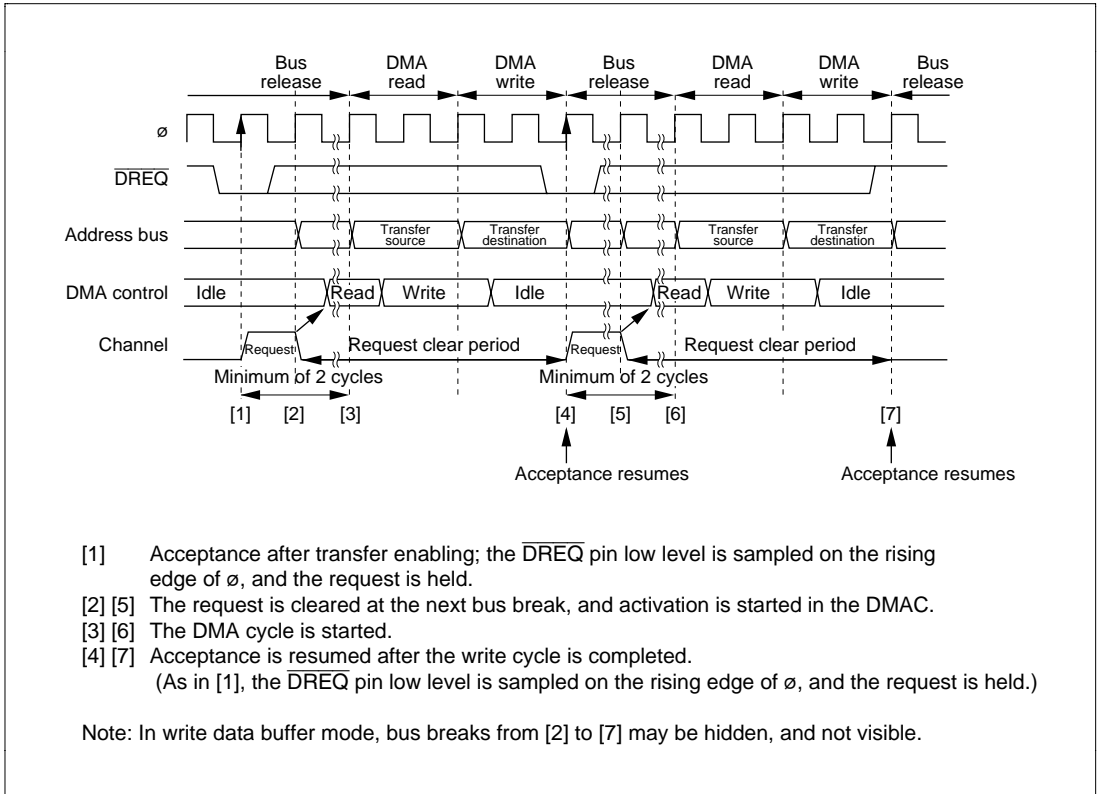 Bus release DMA read DMA write Bus release DMA read DMA write Bus release
ø
DREQ
Address bus Transfer source Transfer destination Transfer source Transfer destination
DMA control Idle Read Write Idle Read Write Idle
Channel Request Request clear period Request Request clear period
Minimum of 2 cycles Minimum of 2 cycles
[1] [2] [3] [4] [5] [6] [7]
Acceptance resumes Acceptance resumes
[1] Acceptance after transfer enabling; the DREQ pin low level is sampled on the rising
edge of ø, and the request is held.
[2] [5] The request is cleared at the next bus break, and activation is started in the DMAC.
[3] [6] The DMA cycle is started.
[4] [7] Acceptance is resumed after the write cycle is completed.
(As in [1], the DREQ pin low level is sampled on the rising edge of ø, and the request is held.)
Note: In write data buffer mode, bus breaks from [2] to [7] may be hidden, and not visible.